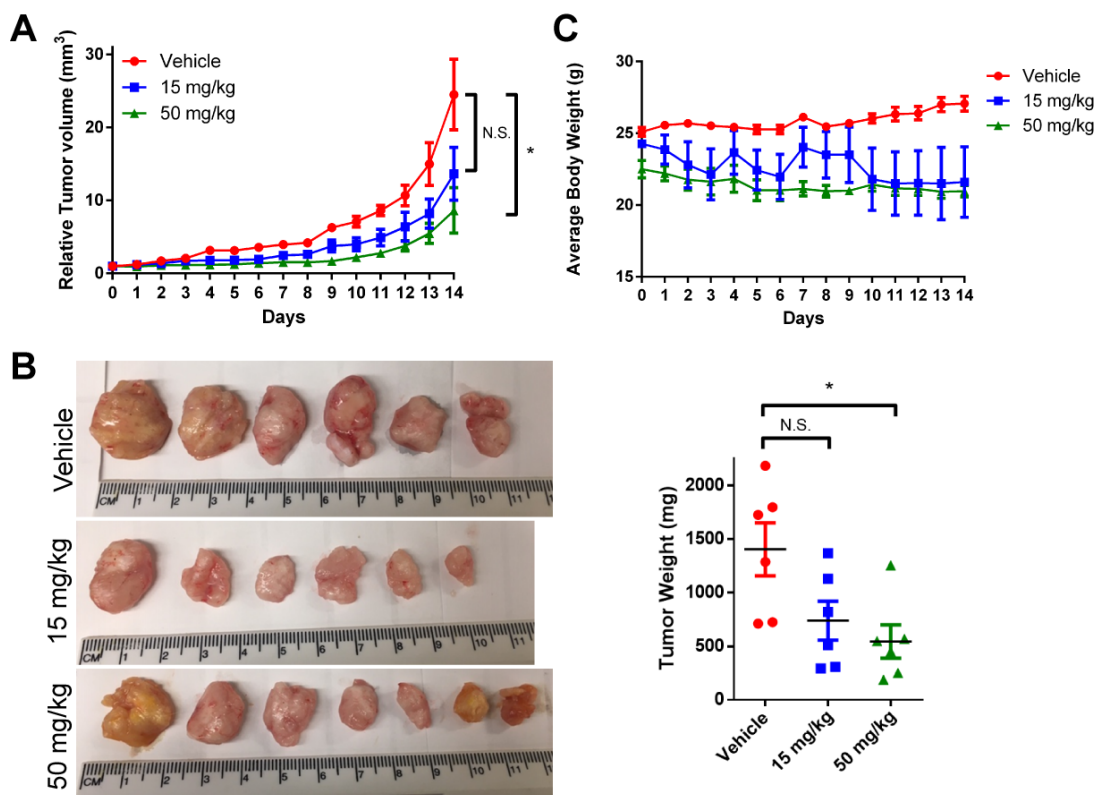 A
Relative Tumor volume (mm³)
30
20
10
0
Vehicle
15 mg/kg
50 mg/kg
N.S.
*
0 1 2 3 4 5 6 7 8 9 10 11 12 13 14
Days
C
Average Body Weight (g)
30
25
20
15
Vehicle
15 mg/kg
50 mg/kg
0 1 2 3 4 5 6 7 8 9 10 11 12 13 14
Days
B
Vehicle
CM 1 2 3 4 5 6 7 8 9 10 11 1
15 mg/kg
CM 1 2 3 4 5 6 7 8 9 10 11
50 mg/kg
CM 1 2 3 4 5 6 7 8 9 10 11
*
N.S.
Tumor Weight (mg)
2000
1500
1000
500
0
Vehicle
15 mg/kg
50 mg/kg